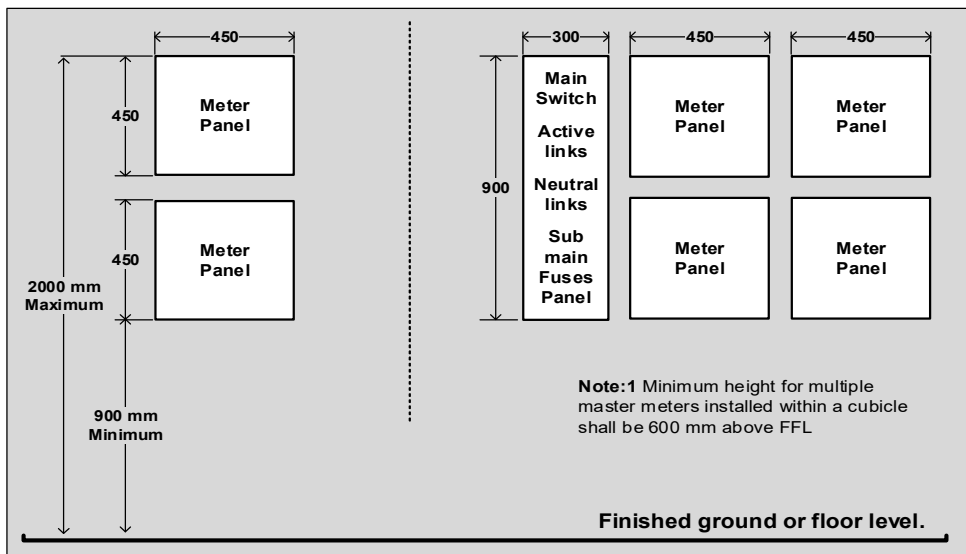 450
450
Meter
Panel
450
Meter
Panel
2000 mm
Maximum
900 mm
Minimum
300
450
450
900
Main
Switch
Active
links
Neutral
links
Sub
main
Fuses
Panel
Meter
Panel
Meter
Panel
Meter
Panel
Meter
Panel
Note:1 Minimum height for multiple
master meters installed within a cubicle
shall be 600 mm above FFL
Finished ground or floor level.